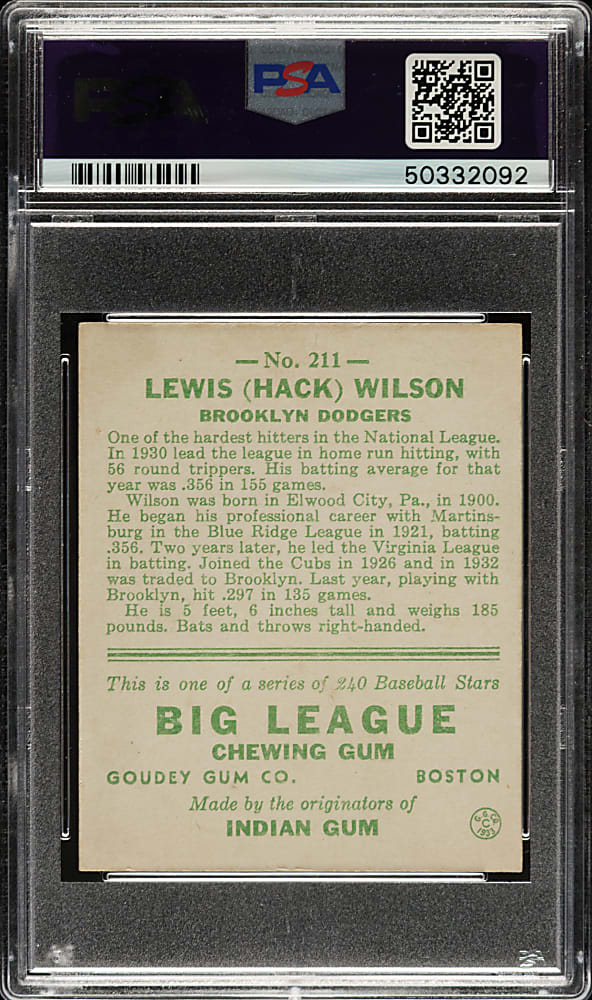 PSA
PSA
50332092
— No. 211 —
LEWIS (HACK) WILSON
BROOKLYN DODGERS
One of the hardest hitters in the National League.
In 1930 lead the league in home run hitting, with
56 round trippers. His batting average for that
year was .356 in 155 games.
Wilson was born in Elwood City, Pa., in 1900.
He began his professional career with Martins-
burg in the Blue Ridge League in 1921, batting
.356. Two years later, he led the Virginia League
in batting. Joined the Cubs in 1926 and in 1932
was traded to Brooklyn. Last year, playing with
Brooklyn, hit .297 in 135 games.
He is 5 feet, 6 inches tall and weighs 185
pounds. Bats and throws right-handed.
This is one of a series of 240 Baseball Stars
BIG LEAGUE
CHEWING GUM
GOUDEY GUM CO. BOSTON
Made by the originators of
INDIAN GUM
G.G.CO.
C
1933
PSA